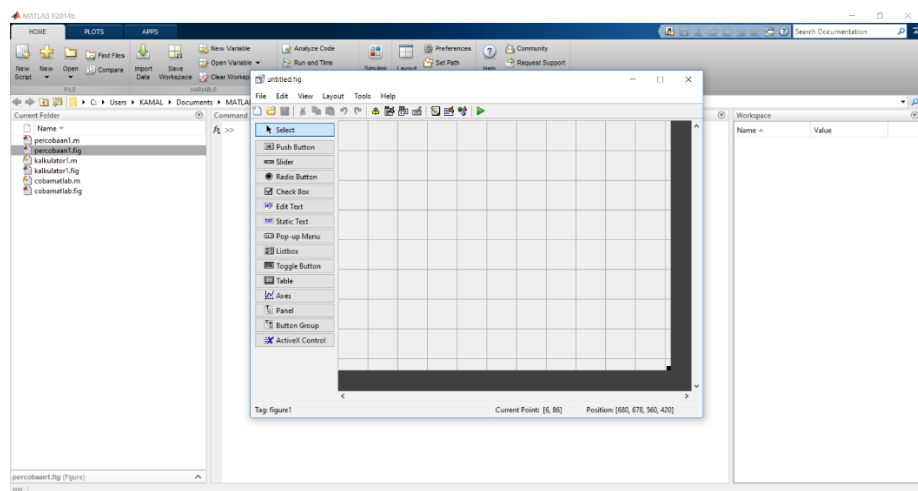 MATLAB R2014b
HOME PLOTS APPS
Search Documentation
New Script
New
Open
Find Files
Compare
Import Data
Save Workspace
New Variable
Open Variable
Clear Worksp
Analyze Code
Run and Time
Simulink
Layout
Preferences
Set Path
Help
Community
Request Support
FILE
VARIABLE
C: Users KAMAL Documents MATLA
Current Folder
Name
percobaan1.m
percobaan1.fig
kalkulator1.m
kalkulator1.fig
cobamatlab.m
cobamatlab.fig
percobaan1.fig (Figure)
Command
fx >>
untitled.fig
File Edit View Layout Tools Help
Select
Push Button
Slider
Radio Button
Check Box
Edit Text
Static Text
Pop-up Menu
Listbox
Toggle Button
Table
Axes
Panel
Button Group
ActiveX Control
Tag: figure1 Current Point: [6, 86] Position: [680, 678, 560, 420]
Workspace
Name Value